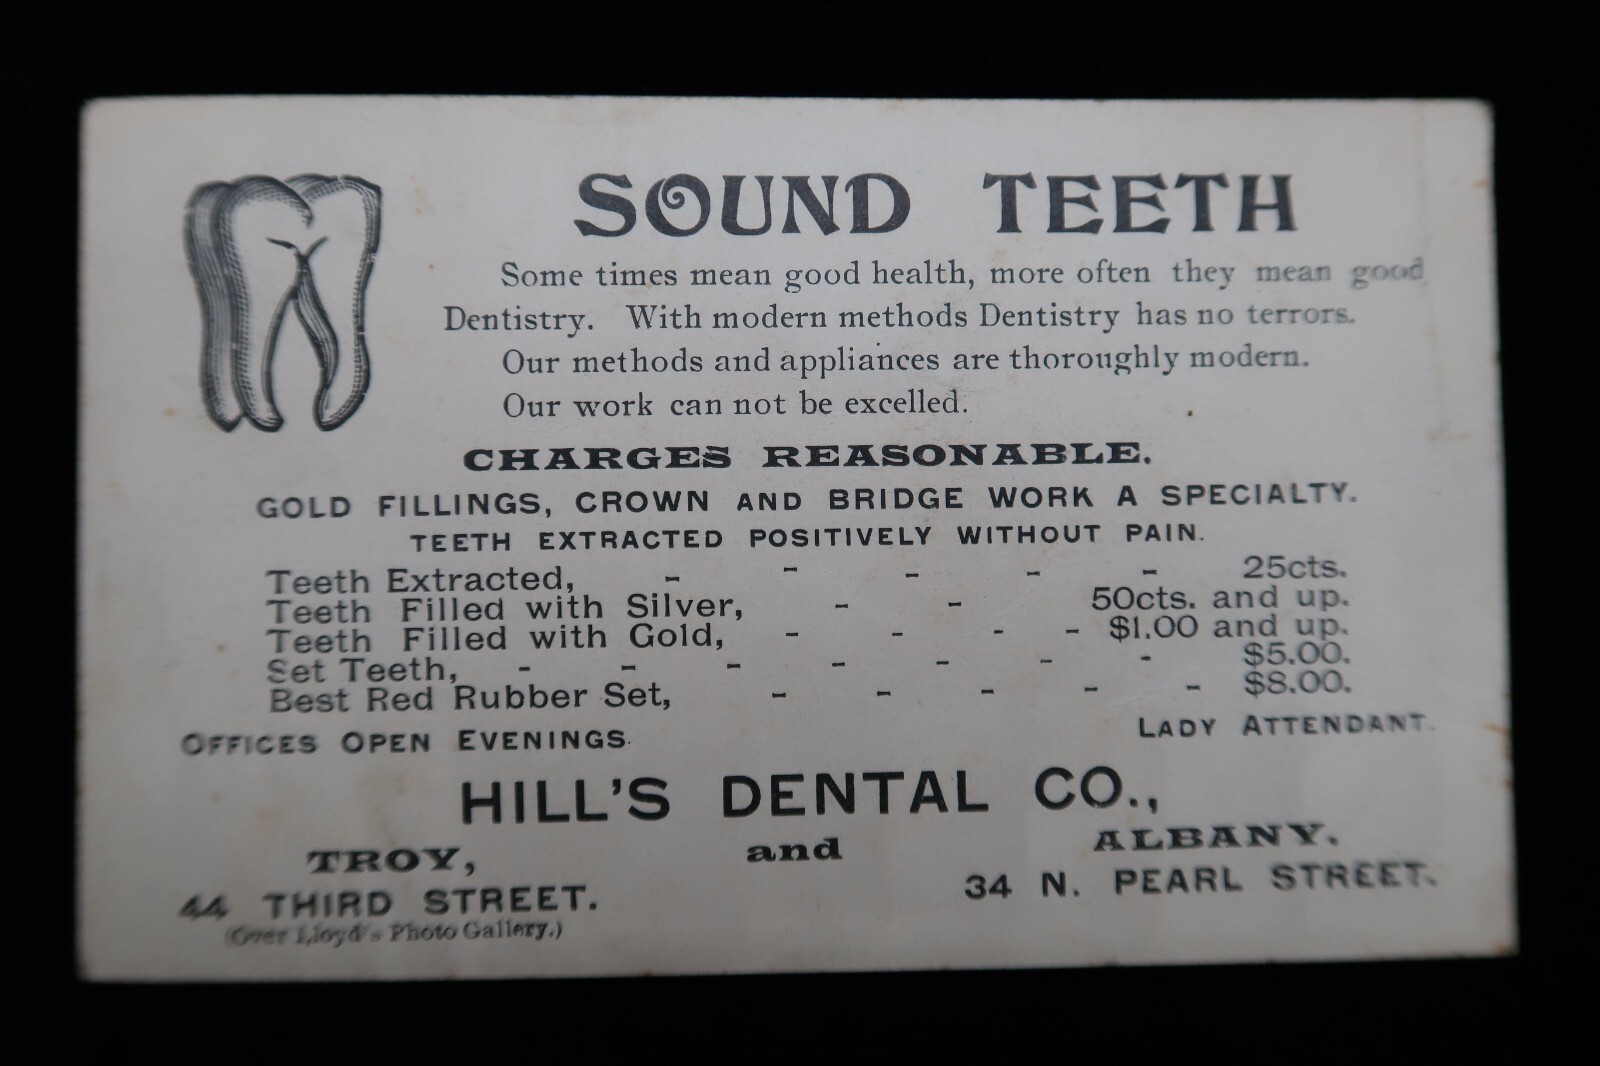 SOUND TEETH
Some times mean good health, more often they mean good
Dentistry. With modern methods Dentistry has no terrors.
Our methods and appliances are thoroughly modern.
Our work can not be excelled.
CHARGES REASONABLE.
GOLD FILLINGS, CROWN AND BRIDGE WORK A SPECIALTY.
TEETH EXTRACTED POSITIVELY WITHOUT PAIN.
Teeth Extracted, - - - - - 25cts.
Teeth Filled with Silver, - - 50cts. and up.
Teeth Filled with Gold, - - - - $1.00 and up.
Set Teeth, - - - - - - - $5.00.
Best Red Rubber Set, - - - - - $8.00.
OFFICES OPEN EVENINGS. LADY ATTENDANT.
HILL'S DENTAL CO.,
TROY, and ALBANY.
44 THIRD STREET. 34 N. PEARL STREET.
(Over Lloyd's Photo Gallery.)